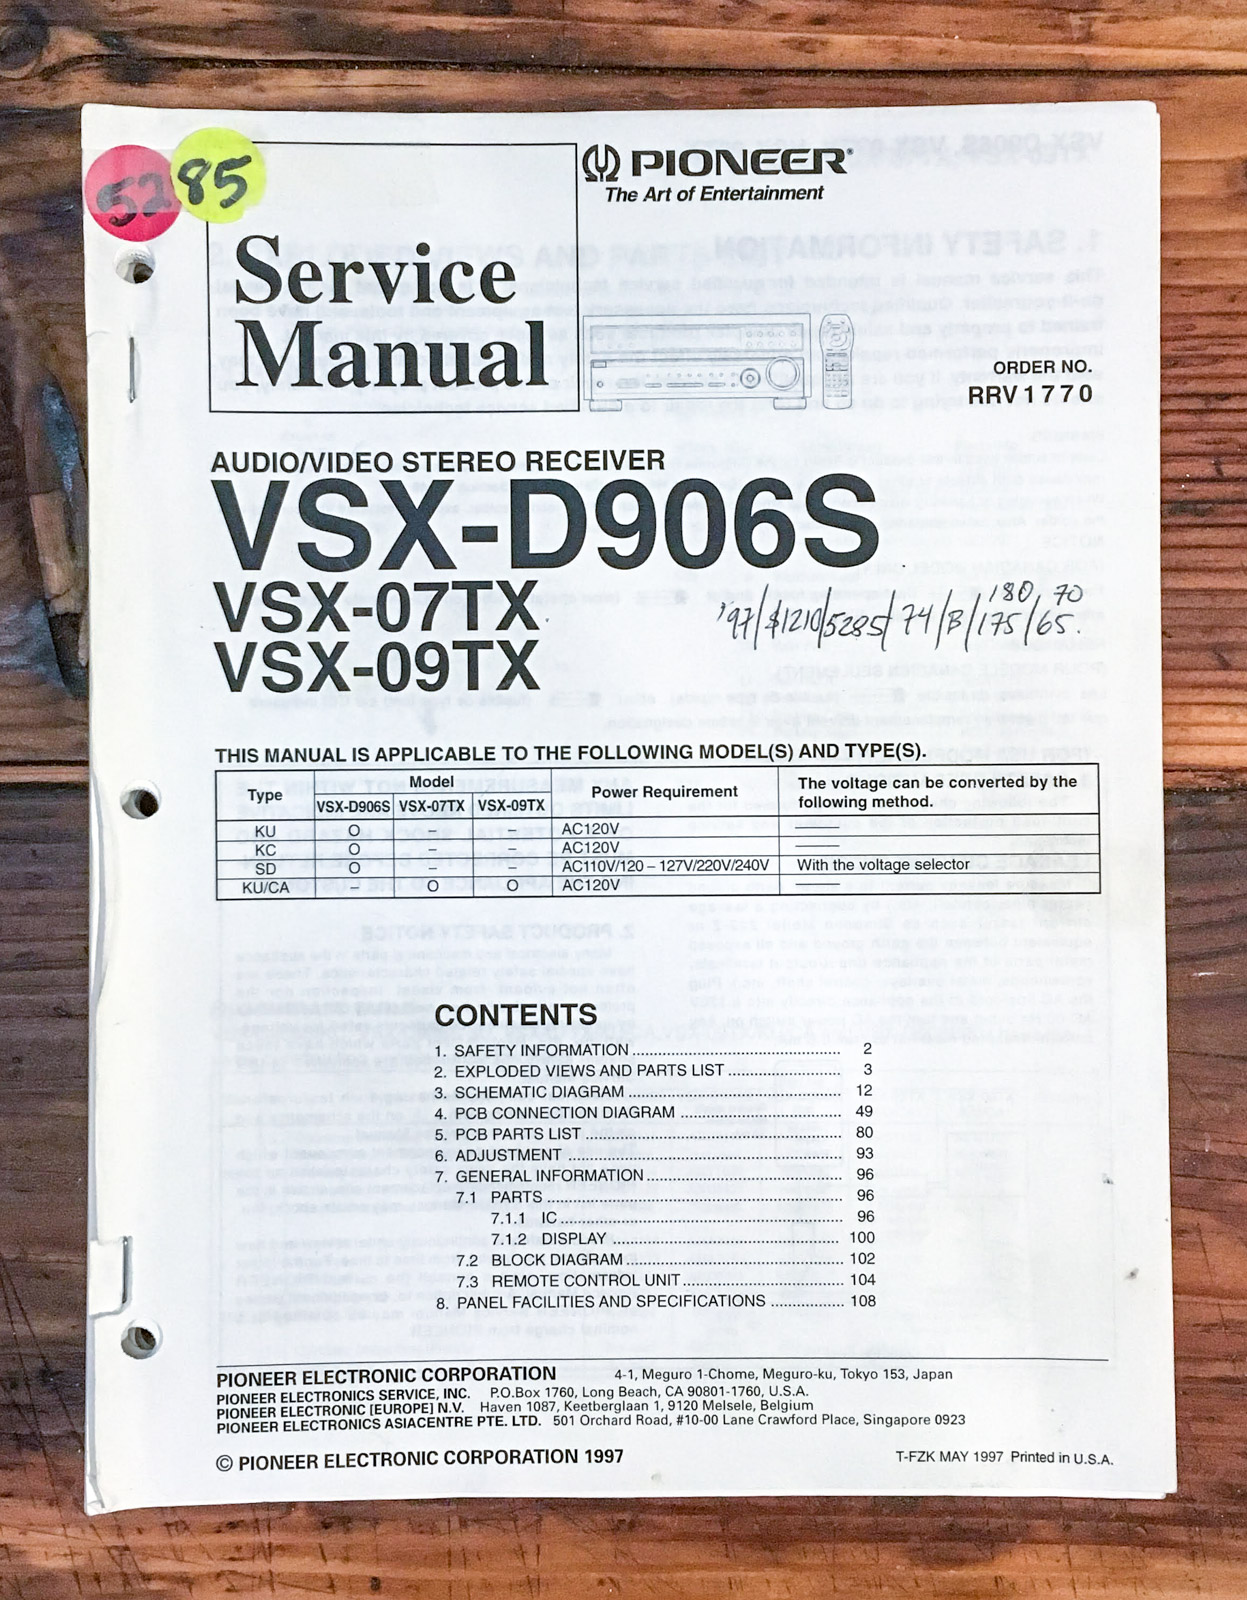 52 85
PIONEER®
The Art of Entertainment
Service
Manual
ORDER NO.
RRV1770
AUDIO/VIDEO STEREO RECEIVER
VSX-D906S
VSX-07TX
VSX-09TX
180, 70
'97/$1210/5285/74/B/175/65.
THIS MANUAL IS APPLICABLE TO THE FOLLOWING MODEL(S) AND TYPE(S).
Type Model Power Requirement The voltage can be converted by the following method.
VSX-D906S VSX-07TX VSX-09TX
KU O – – AC120V ———
KC O – – AC120V ———
SD O – – AC110V/120 – 127V/220V/240V With the voltage selector
KU/CA – O O AC120V ———
CONTENTS
1. SAFETY INFORMATION ........ 2
2. EXPLODED VIEWS AND PARTS LIST ........ 3
3. SCHEMATIC DIAGRAM ........ 12
4. PCB CONNECTION DIAGRAM ........ 49
5. PCB PARTS LIST ........ 80
6. ADJUSTMENT ........ 93
7. GENERAL INFORMATION ........ 96
7.1 PARTS ........ 96
7.1.1 IC ........ 96
7.1.2 DISPLAY ........ 100
7.2 BLOCK DIAGRAM ........ 102
7.3 REMOTE CONTROL UNIT ........ 104
8. PANEL FACILITIES AND SPECIFICATIONS ........ 108
PIONEER ELECTRONIC CORPORATION 4-1, Meguro 1-Chome, Meguro-ku, Tokyo 153, Japan
PIONEER ELECTRONICS SERVICE, INC. P.O.Box 1760, Long Beach, CA 90801-1760, U.S.A.
PIONEER ELECTRONIC [EUROPE] N.V. Haven 1087, Keetberglaan 1, 9120 Melsele, Belgium
PIONEER ELECTRONICS ASIACENTRE PTE. LTD. 501 Orchard Road, #10-00 Lane Crawford Place, Singapore 0923
© PIONEER ELECTRONIC CORPORATION 1997
T-FZK MAY 1997 Printed in U.S.A.